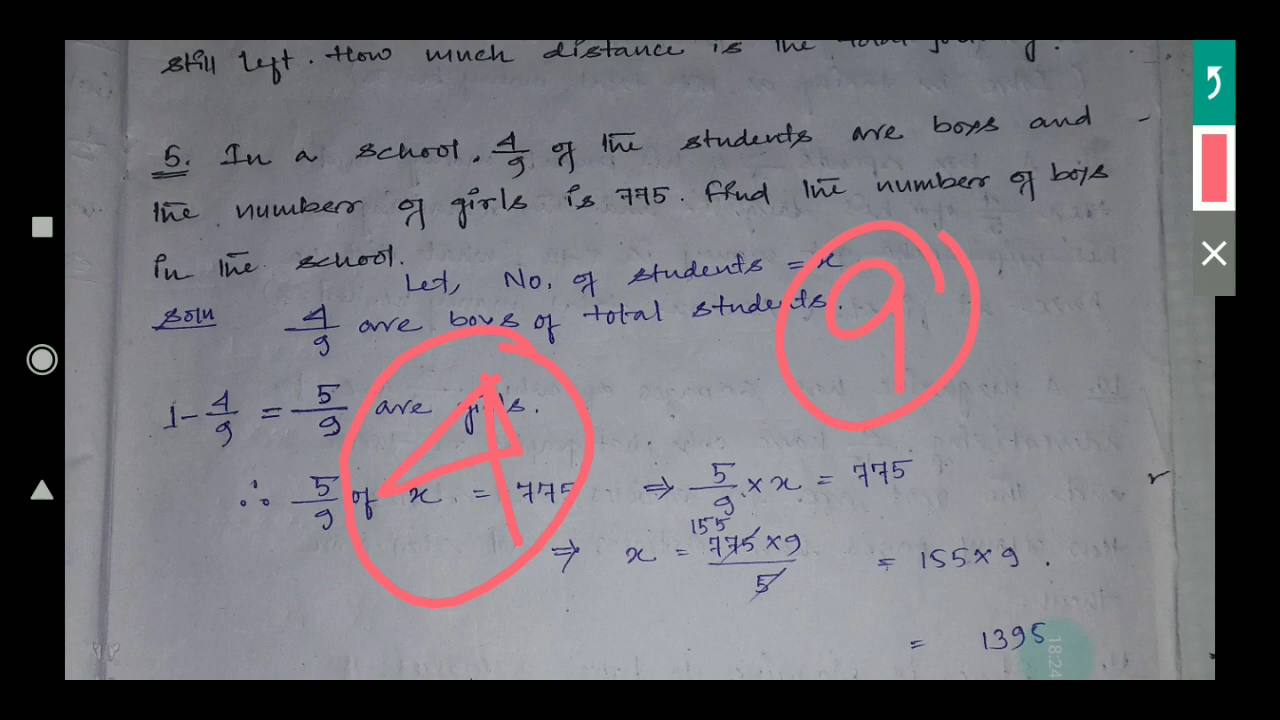 still left. How much distance is the total
5. In a school, 4/9 of the students are boys and
the number of girls is 775. Find the number of boys
in the school.
Let, No. of students = x
Soln 4/9 are boys of total students.
1 - 4/9 = 5/9 are girls.
∴ 5/9 of x = 775 ⇒ 5/9 × x = 775
155
⇒ x = 775 × 9 / 5 = 155 × 9.
= 1395
9
4
18:24